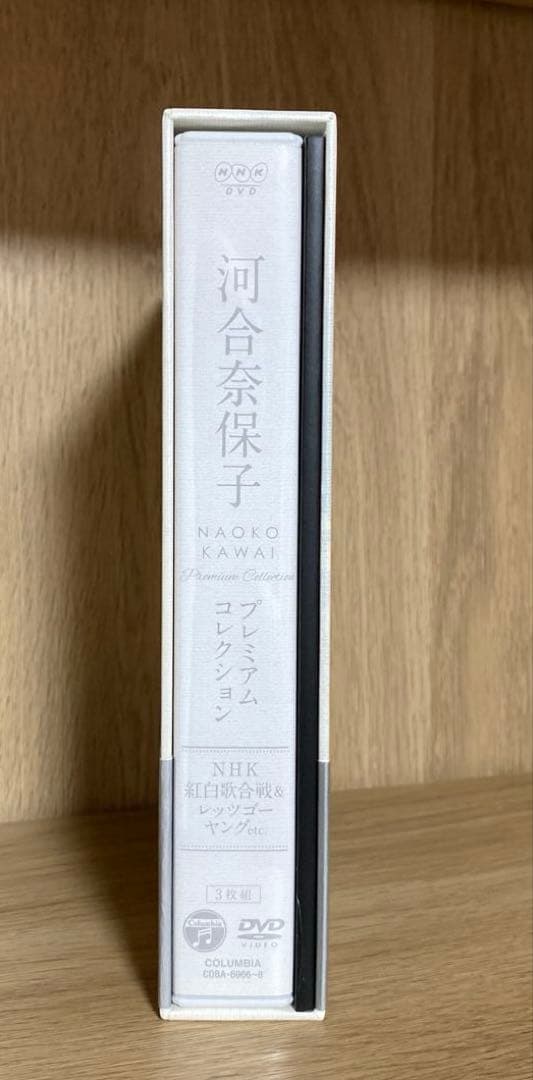 NHK
DVD
河合奈保子
NAOKO
KAWAI
Premium Collection
プレミアム
コレクション
NHK
紅白歌合戦&
レッツゴー
ヤングetc.
3枚組
Columbia
DVD
VIDEO
COLUMBIA
COBA-6966~8